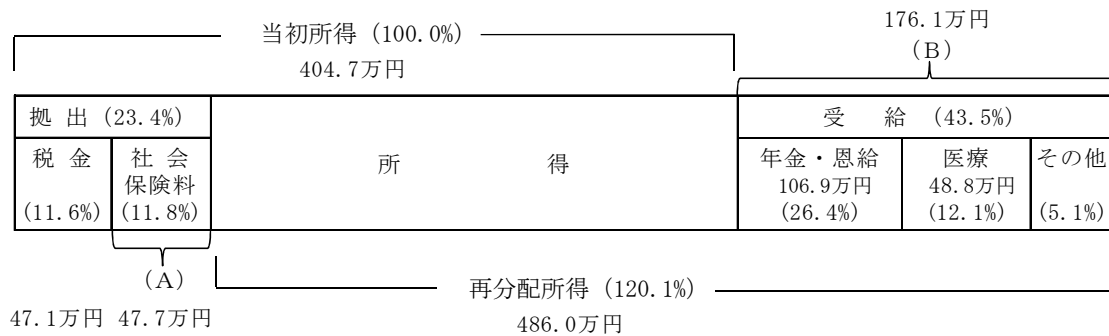 176.1万円
当初所得 (100.0%)
(B)
404.7万円
拠 出 (23.4%)
受 給 (43.5%)
税 金
社 会
保険料
所 得
年金・恩給
医療
その他
106.9万円
48.8万円
(11.6%)
(11.8%)
(26.4%)
(12.1%)
(5.1%)
(A)
再分配所得 (120.1%)
47.1万円 47.7万円
486.0万円